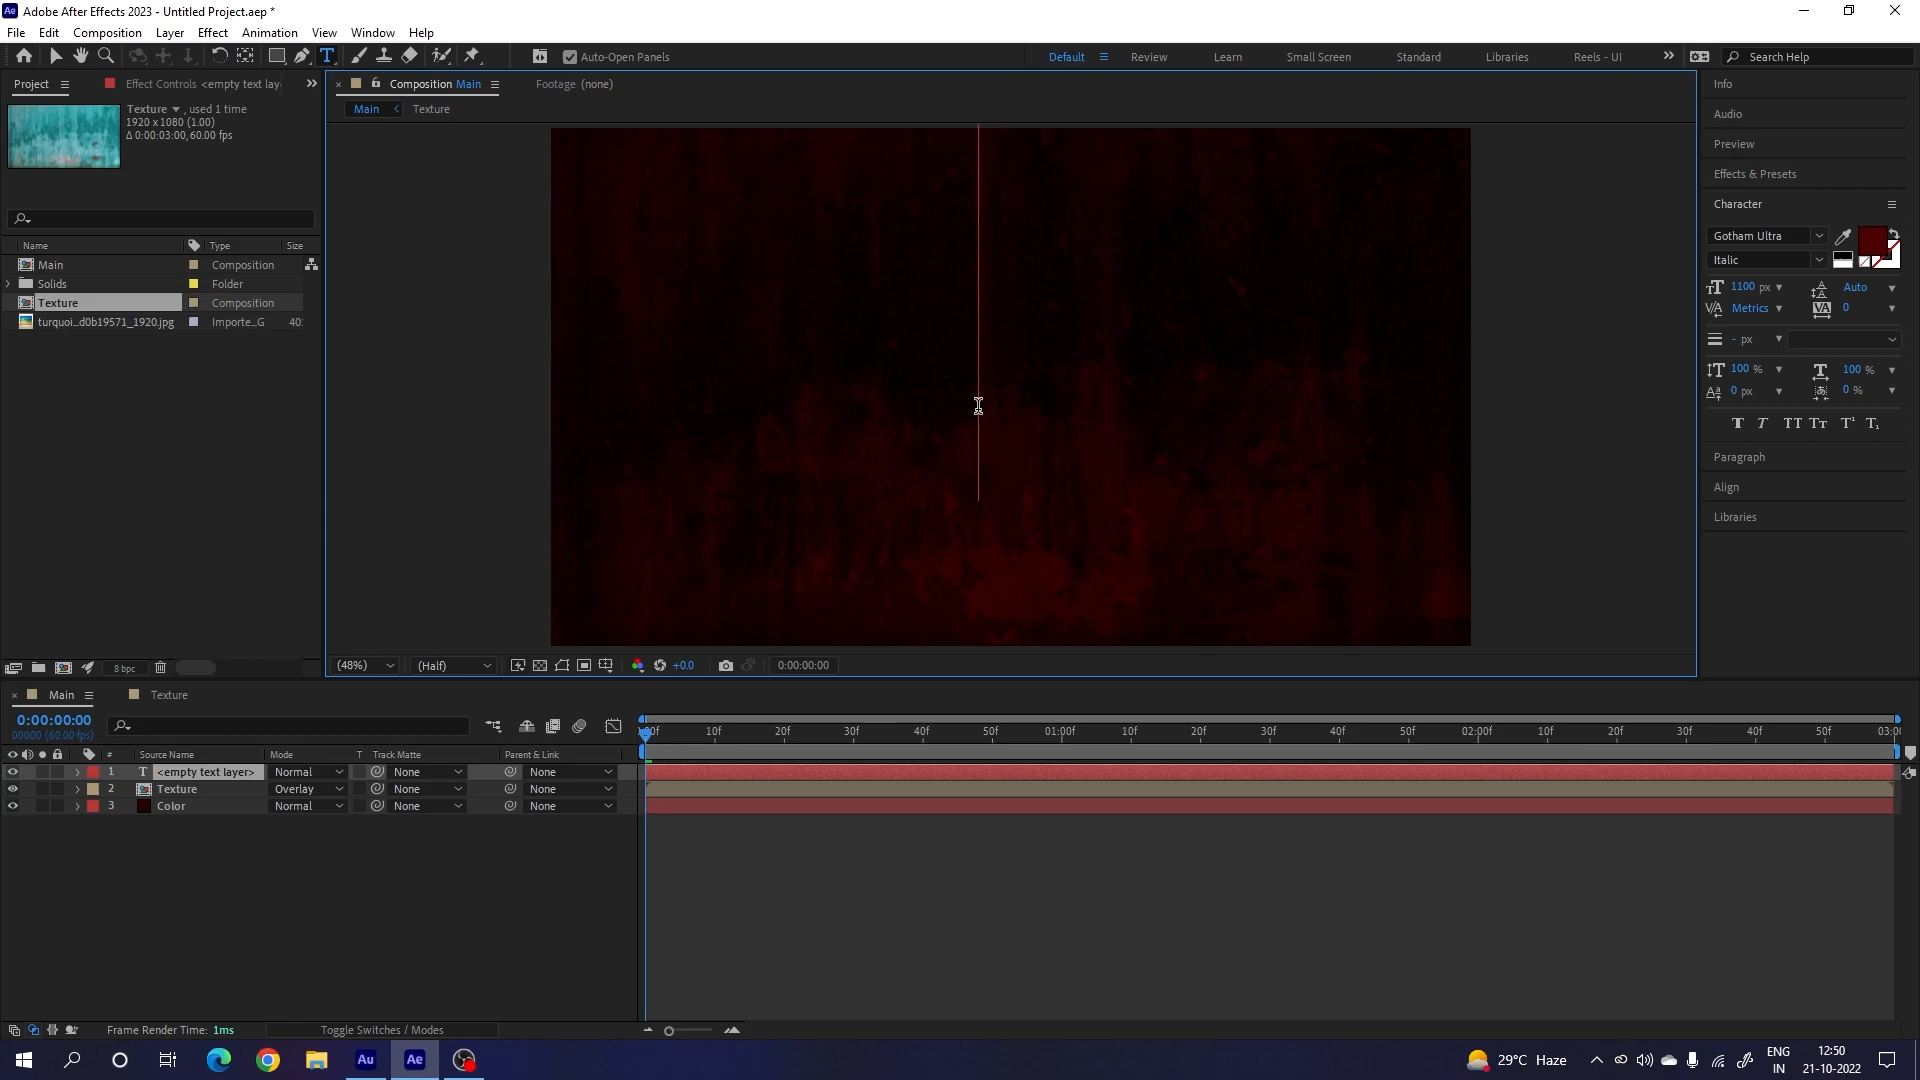 Adobe After Effects 2023 - Untitled Project.aep *
File Edit Composition Layer Effect Animation View Window Help
Auto-Open Panels
Default Review Learn Small Screen Standard Libraries Reels - UI Search Help
Project Effect Controls <empty text lay
Texture , used 1 time
1920 x 1080 (1.00)
Δ 0:00:03:00, 60.00 fps
Name Type Size
Main Composition
Solids Folder
Texture Composition
turquoi...d0b19571_1920.jpg Importe...G 40
8 bpc
Composition Main Footage (none)
Main Texture
(48%) (Half) +0.0 0:00:00:00
Info
Audio
Preview
Effects & Presets
Character
Gotham Ultra
Italic
1100 px Auto
Metrics 0
- px
100 % 100 %
0 px 0 %
Paragraph
Align
Libraries
Main Texture
0:00:00:00
00000 (60.00 fps)
# Source Name Mode T Track Matte Parent & Link
1 T <empty text layer> Normal None None
2 Texture Overlay None None
3 Color Normal None None
10f 20f 30f 40f 50f 01:00f 10f 20f 30f 40f 50f 02:00f 10f 20f 30f 40f 50f 03:0
Frame Render Time: 1ms Toggle Switches / Modes
Au Ae
29°C Haze
ENG
IN
12:50
21-10-2022